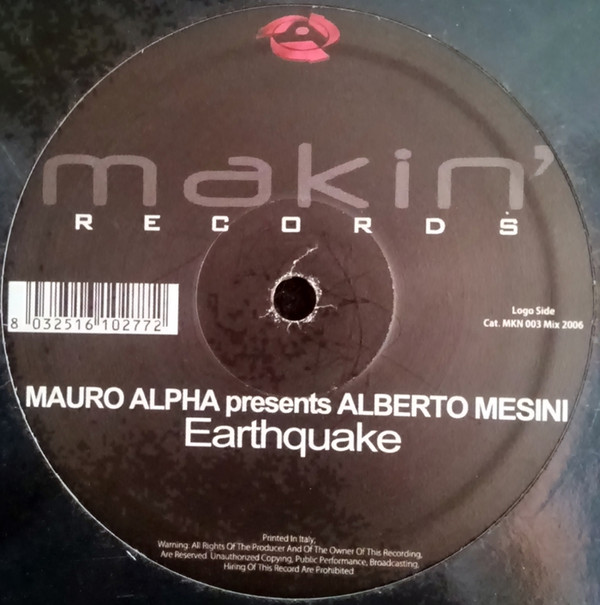 makin'
RECORDS
8 032516 102772
Logo Side
Cat. MKN 003 Mix 2006
MAURO ALPHA presents ALBERTO MESINI
Earthquake
Printed In Italy,
Warning: All Rights Of The Producer And Of The Owner Of This Recording,
Are Reserved. Unauthorized Copying, Public Performance, Broadcasting,
Hiring Of This Record Are Prohibited